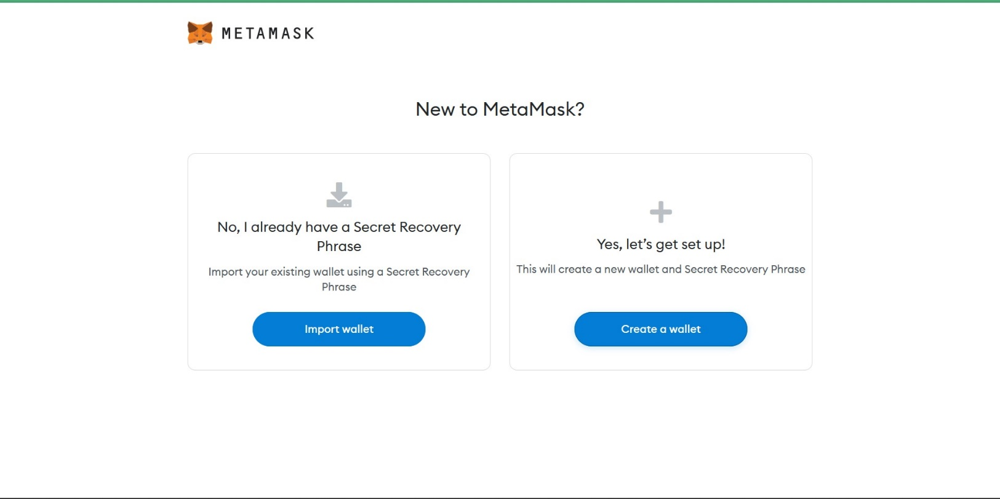 METAMASK
New to MetaMask?
No, I already have a Secret Recovery
Phrase
Import your existing wallet using a Secret Recovery
Phrase
Import wallet
Yes, let’s get set up!
This will create a new wallet and Secret Recovery Phrase
Create a wallet